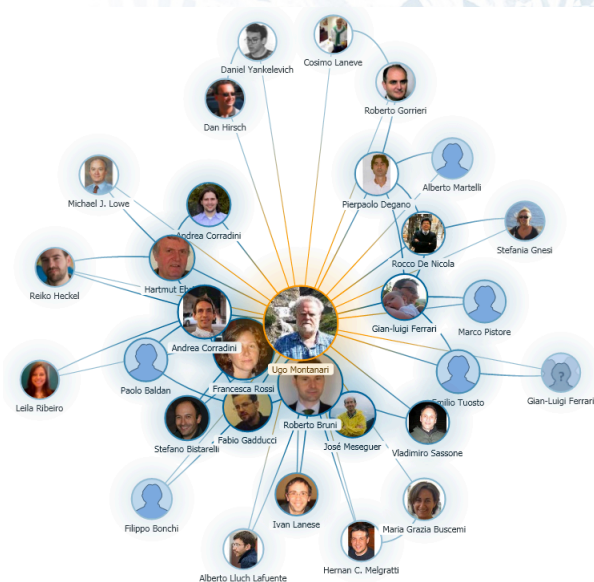 Daniel Yankelevich
Cosimo Laneve
Roberto Gorrieri
Dan Hirsch
Alberto Martelli
Michael J. Lowe
Pierpaolo Degano
Andrea Corradini
Stefania Gnesi
Rocco De Nicola
Reiko Heckel
Hartmut Eh
Gian-luigi Ferrari
Marco Pistore
Andrea Corradini
Ugo Montanari
Paolo Baldan
Francesca Rossi
Emilio Tuosto
Gian-Luigi Ferrari
?
Leila Ribeiro
Roberto Bruni
Fabio Gadducci
José Meseguer
Stefano Bistarelli
Vladimiro Sassone
Filippo Bonchi
Ivan Lanese
Maria Grazia Buscemi
Alberto Lluch Lafuente
Hernan C. Melgratti